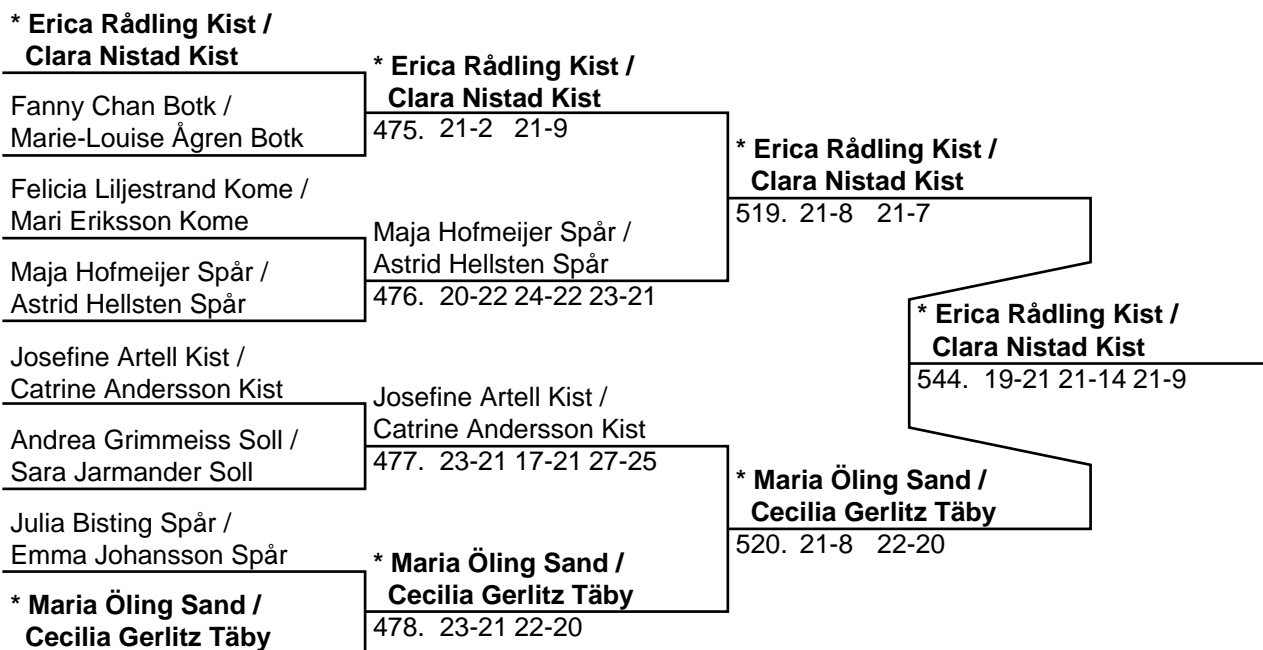 * Erica Rådling Kist /
Clara Nistad Kist
Fanny Chan Botk /
Marie-Louise Ågren Botk
Felicia Liljestrand Kome /
Mari Eriksson Kome
Maja Hofmeijer Spår /
Astrid Hellsten Spår
Josefine Artell Kist /
Catrine Andersson Kist
Andrea Grimmeiss Soll /
Sara Jarmander Soll
Julia Bisting Spår /
Emma Johansson Spår
* Maria Öling Sand /
Cecilia Gerlitz Täby
* Erica Rådling Kist /
Clara Nistad Kist
475. 21-2 21-9
Maja Hofmeijer Spår /
Astrid Hellsten Spår
476. 20-22 24-22 23-21
Josefine Artell Kist /
Catrine Andersson Kist
477. 23-21 17-21 27-25
* Maria Öling Sand /
Cecilia Gerlitz Täby
478. 23-21 22-20
* Erica Rådling Kist /
Clara Nistad Kist
519. 21-8 21-7
* Maria Öling Sand /
Cecilia Gerlitz Täby
520. 21-8 22-20
* Erica Rådling Kist /
Clara Nistad Kist
544. 19-21 21-14 21-9